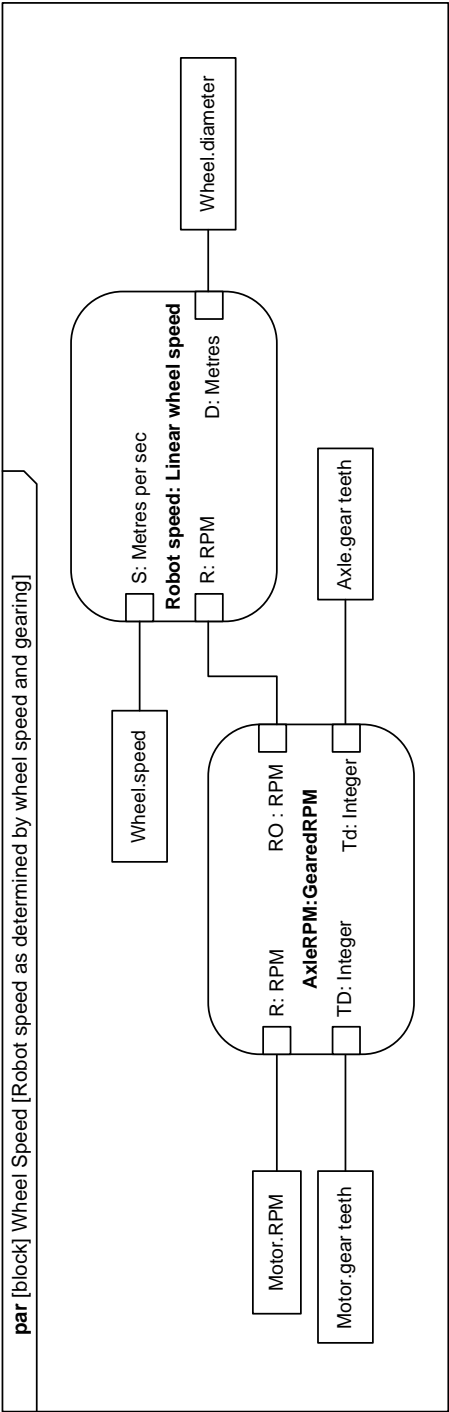 par [block] Wheel Speed [Robot speed as determined by wheel speed and gearing]
Wheel.speed
S: Metres per sec
Robot speed: Linear wheel speed
R: RPM
D: Metres
Wheel.diameter
Motor.RPM
R: RPM
RO : RPM
AxleRPM:GearedRPM
TD: Integer
Td: Integer
Motor.gear teeth
Axle.gear teeth